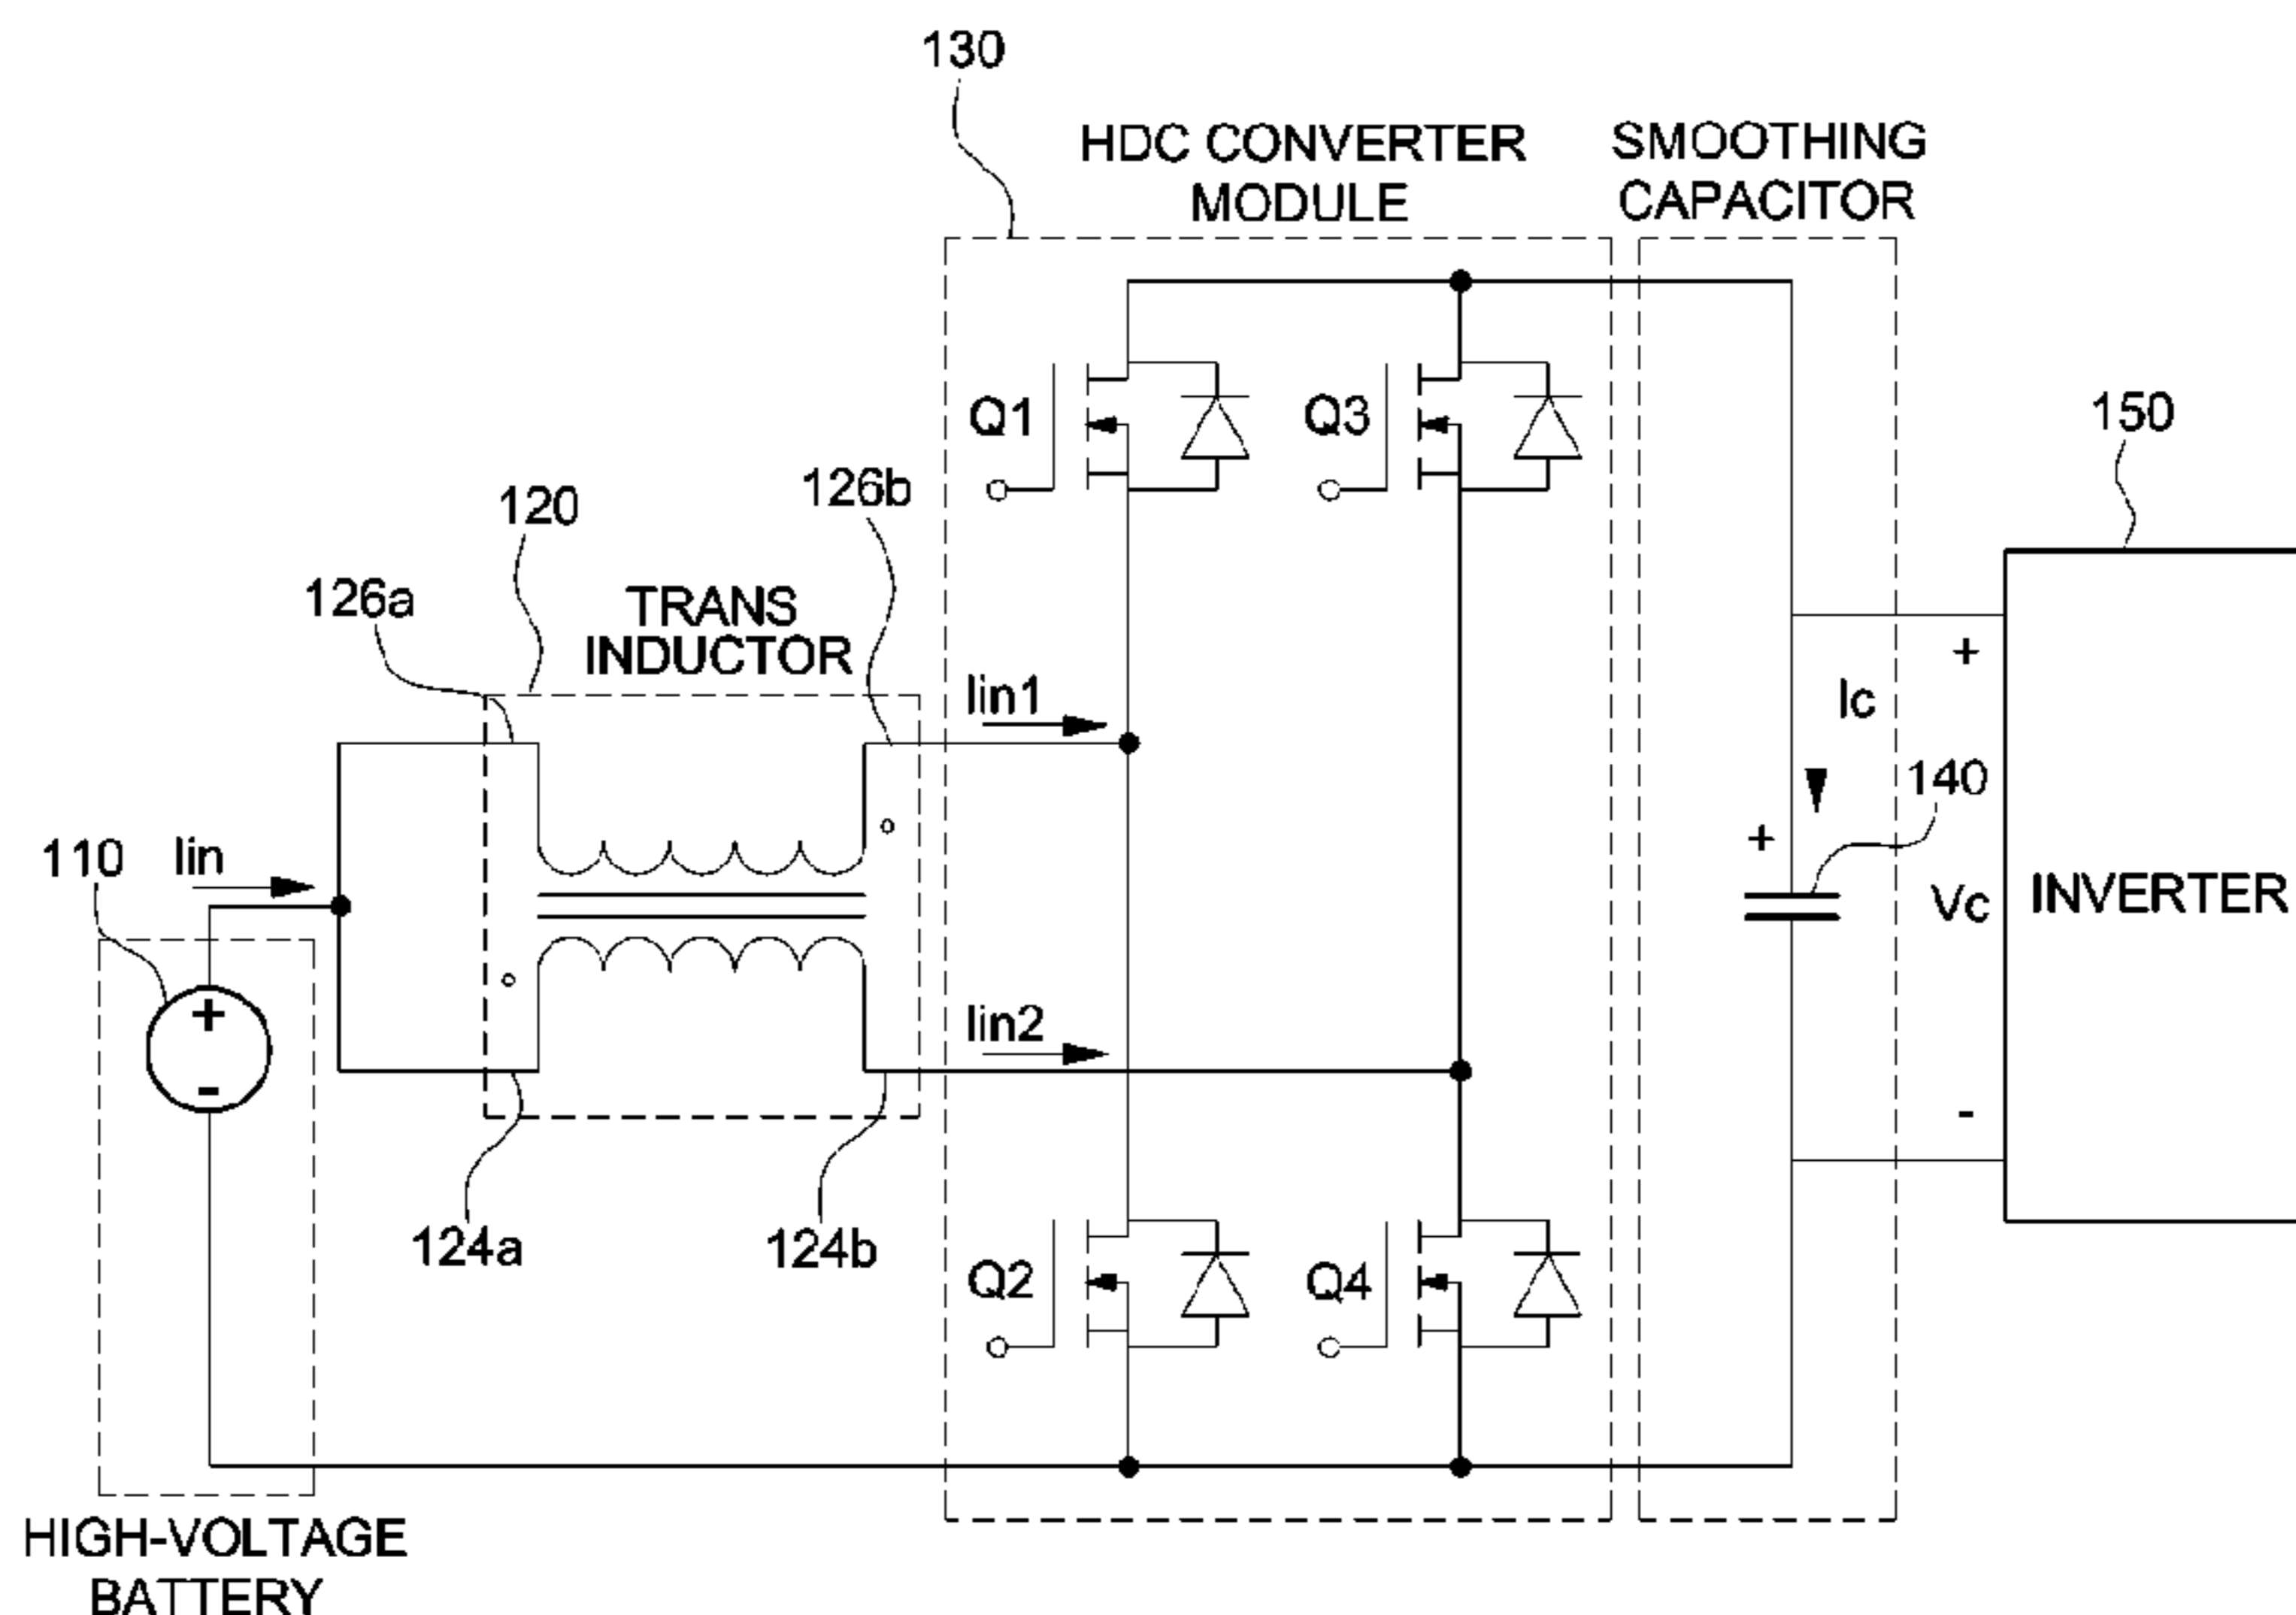 130
HDC CONVERTER
MODULE
SMOOTHING
CAPACITOR
Q1
Q3
150
120
126b
126a
TRANS
INDUCTOR
Iin1
+
Ic
140
110
Iin
+
Vc
INVERTER
+
-
Iin2
-
124a
124b
Q2
Q4
HIGH-VOLTAGE
BATTERY